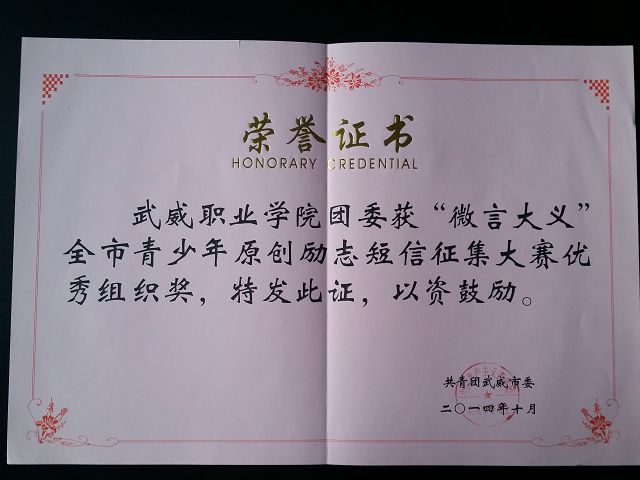 荣誉证书
HONORARY CREDENTIAL
武威职业学院团委获“微言大义”
全市青少年原创励志短信征集大赛优
秀组织奖，特发此证，以资鼓励。
共青团武威市委
二〇一四年十月